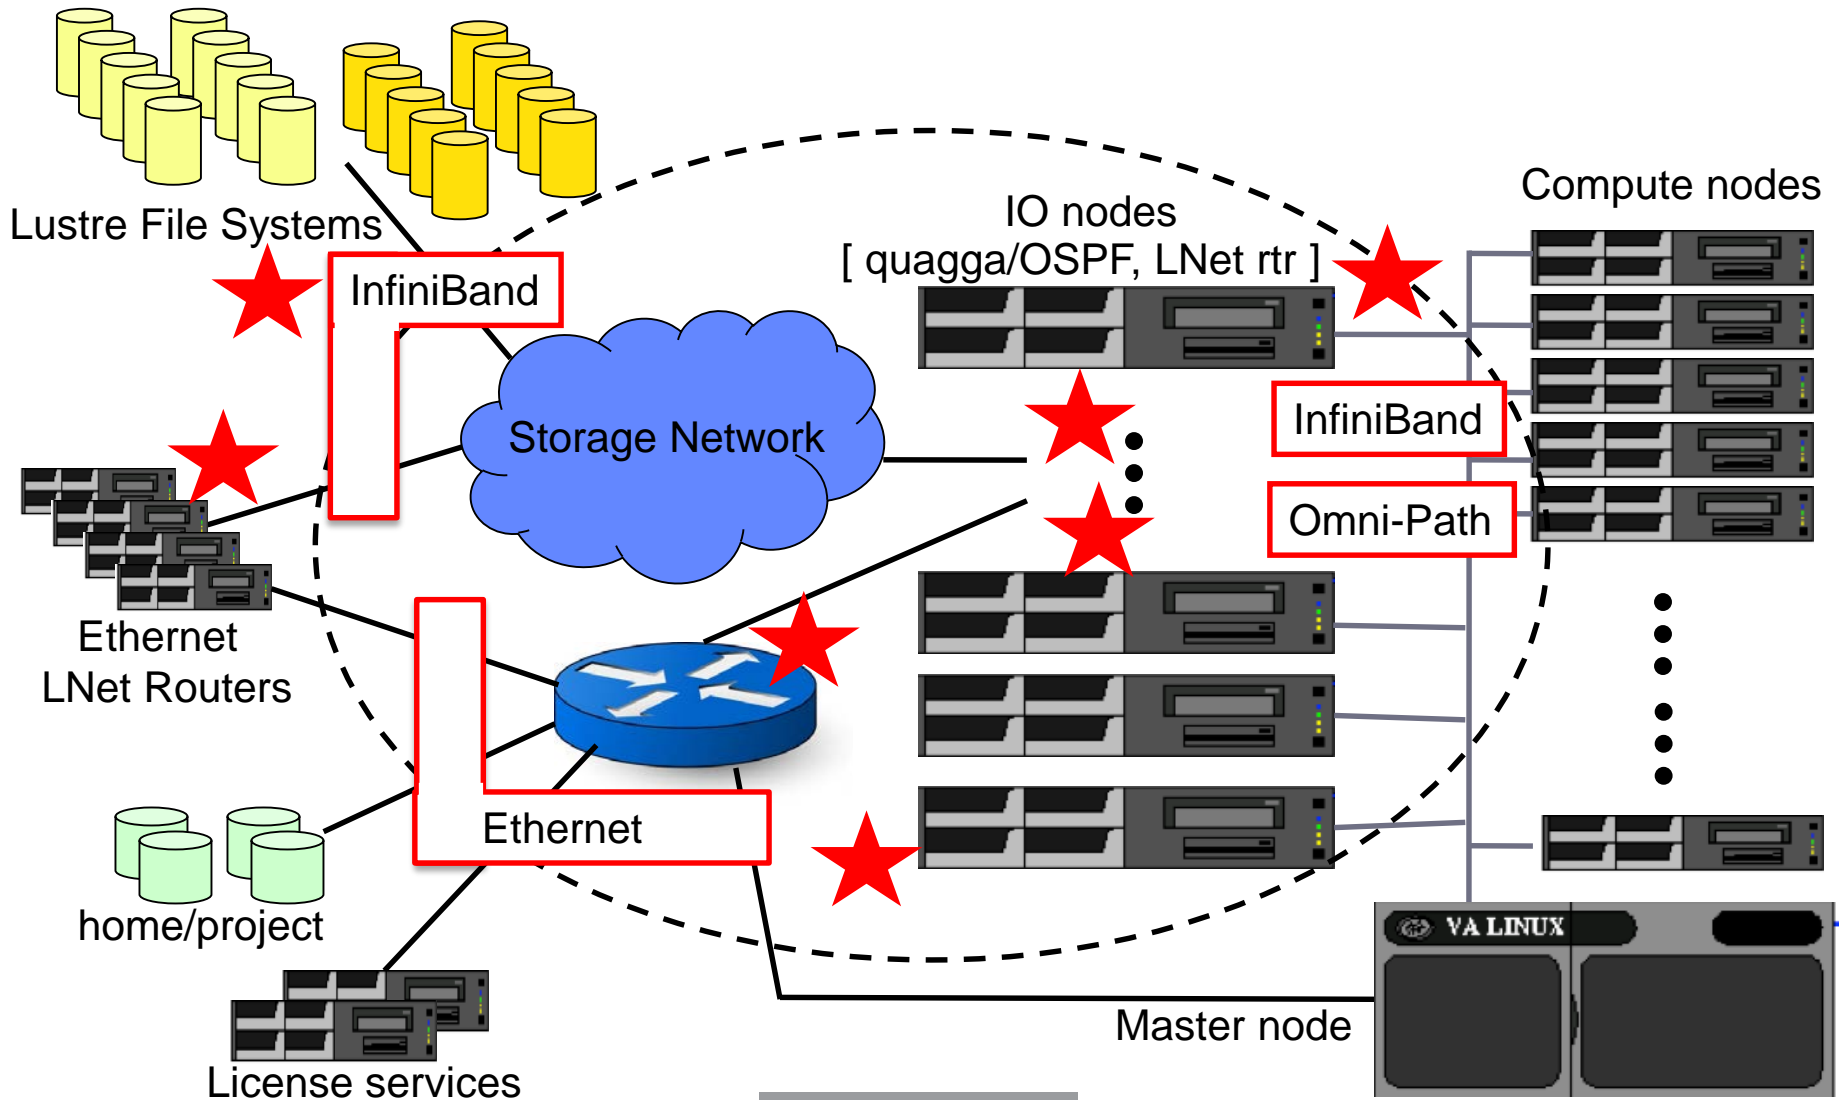 Lustre File Systems
InfiniBand
IO nodes
[ quagga/OSPF, LNet rtr ]
Compute nodes
Storage Network
InfiniBand
Omni-Path
Ethernet
LNet Routers
Ethernet
home/project
License services
Master node
VA LINUX